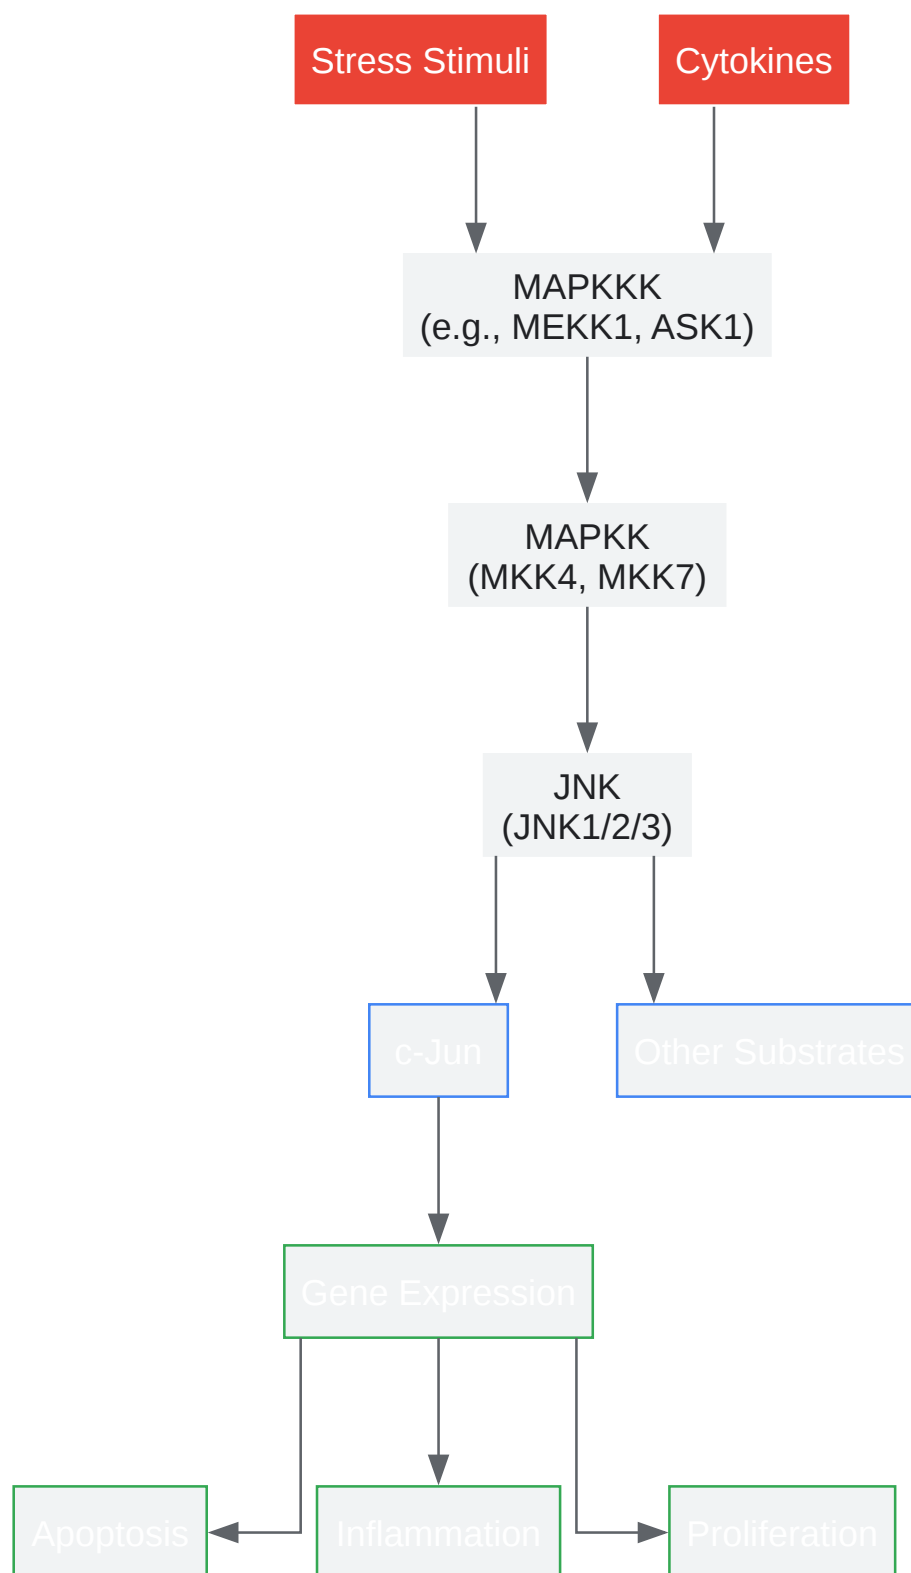 Stress Stimuli
Cytokines
MAPKKK
(e.g., MEKK1, ASK1)
MAPKK
(MKK4, MKK7)
JNK
(JNK1/2/3)
c-Jun
Other Substrates
Gene Expression
Apoptosis
Inflammation
Proliferation